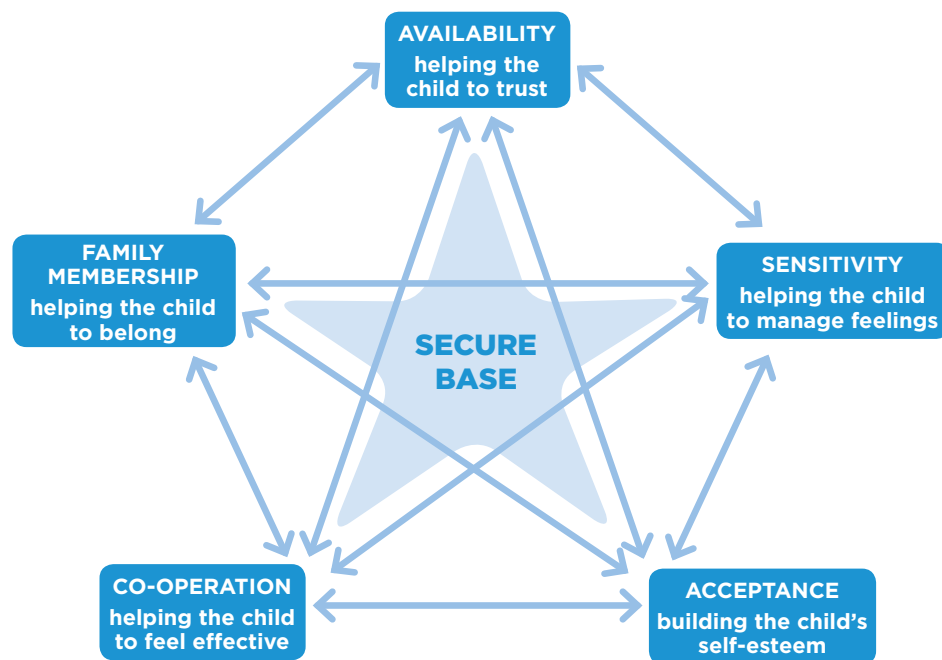 AVAILABILITY
helping the
child to trust
FAMILY
MEMBERSHIP
helping the child
to belong
SENSITIVITY
helping the child
to manage feelings
SECURE
BASE
CO-OPERATION
helping the child
to feel effective
ACCEPTANCE
building the child's
self-esteem